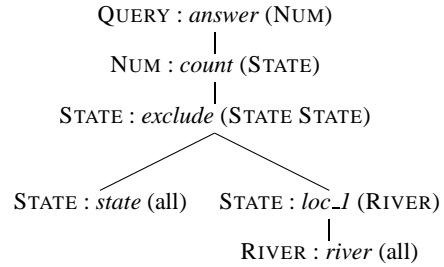 QUERY : answer (NUM)
NUM : count (STATE)
STATE : exclude (STATE STATE)
STATE : state (all) STATE : loc_1 (RIVER)
RIVER : river (all)